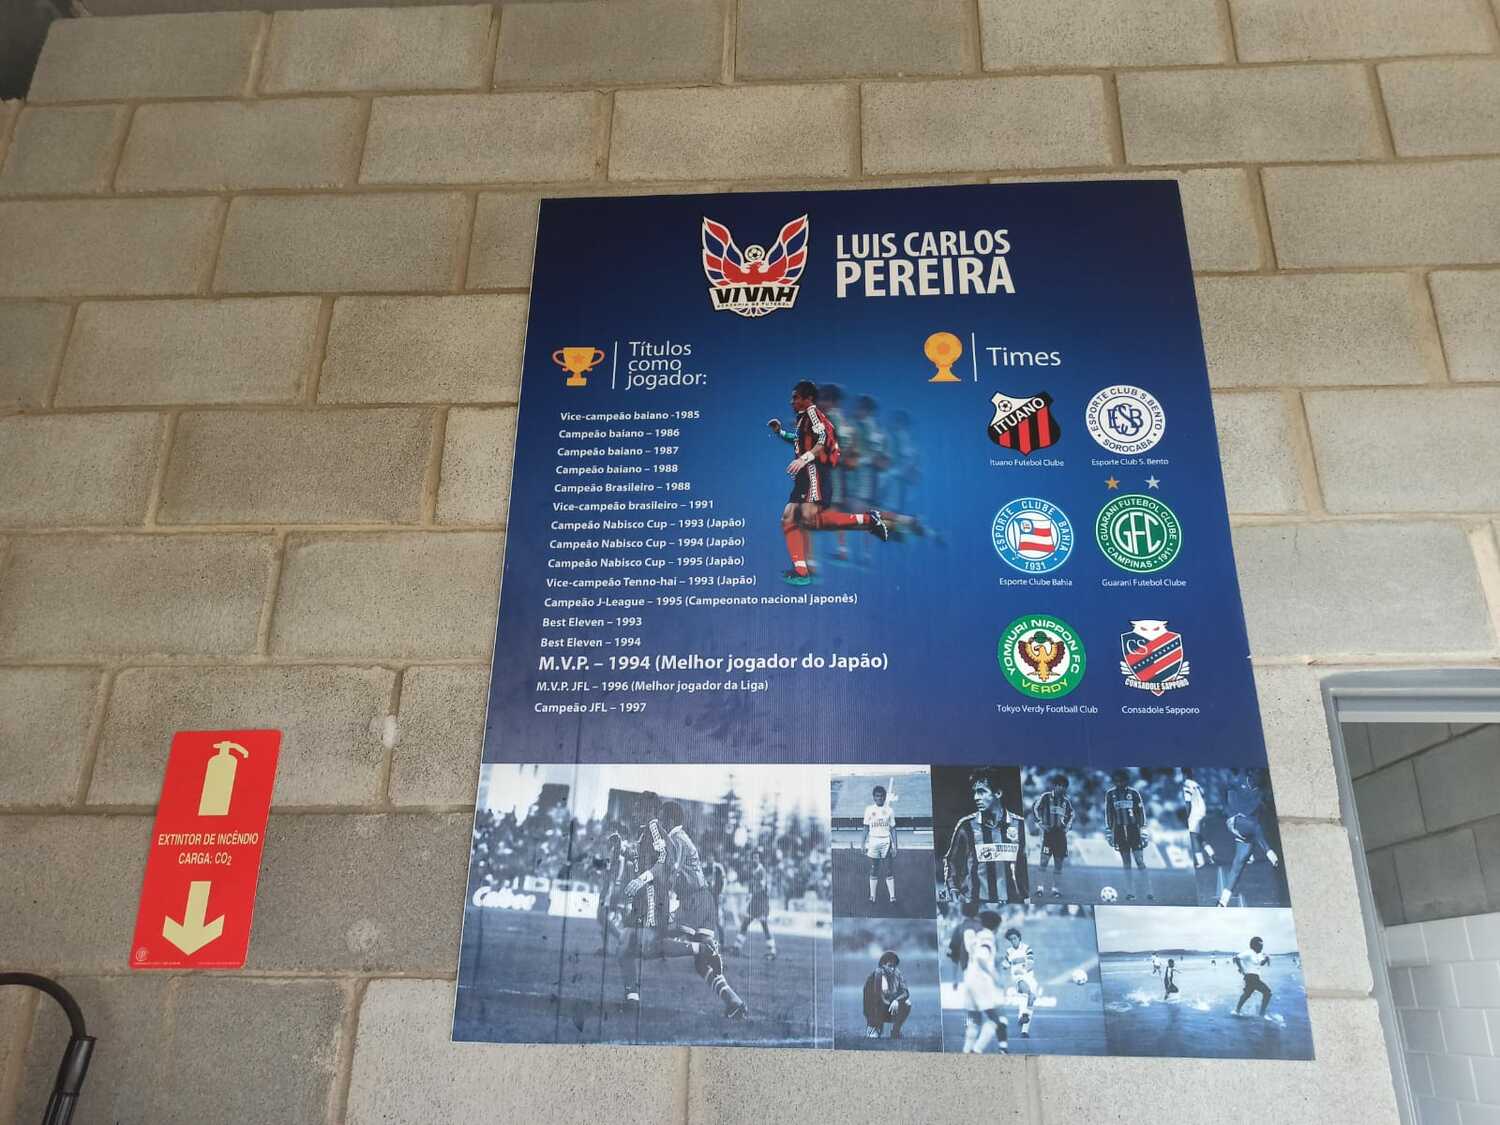 VIVAH
ACADEMIA DE FUTEBOL
LUIS CARLOS
PEREIRA
Títulos
como
jogador:
Vice-campeão baiano -1985
Campeão baiano – 1986
Campeão baiano – 1987
Campeão baiano – 1988
Campeão Brasileiro – 1988
Vice-campeão brasileiro – 1991
Campeão Nabisco Cup – 1993 (Japão)
Campeão Nabisco Cup – 1994 (Japão)
Campeão Nabisco Cup – 1995 (Japão)
Vice-campeão Tenno-hai – 1993 (Japão)
Campeão J-League – 1995 (Campeonato nacional japonês)
Best Eleven – 1993
Best Eleven – 1994
M.V.P. – 1994 (Melhor jogador do Japão)
M.V.P. JFL – 1996 (Melhor jogador da Liga)
Campeão JFL – 1997
Times
ITUANO
Ituano Futebol Clube
ESPORTE CLUBE S.BENTO
SOROCABA
Esporte Club S. Bento
ESPORTE CLUBE BAHIA
1931
Esporte Clube Bahia
GUARANI FUTEBOL CLUBE
GFC
CAMPINAS 1911
Guarani Futebol Clube
YOMIURI NIPPON FC
VERDY
Tokyo Verdy Football Club
CS
CONSADOLE SAPPORO
Consadole Sapporo
Calbee
HUDSON
EXTINTOR DE INCÊNDIO
CARGA: CO2